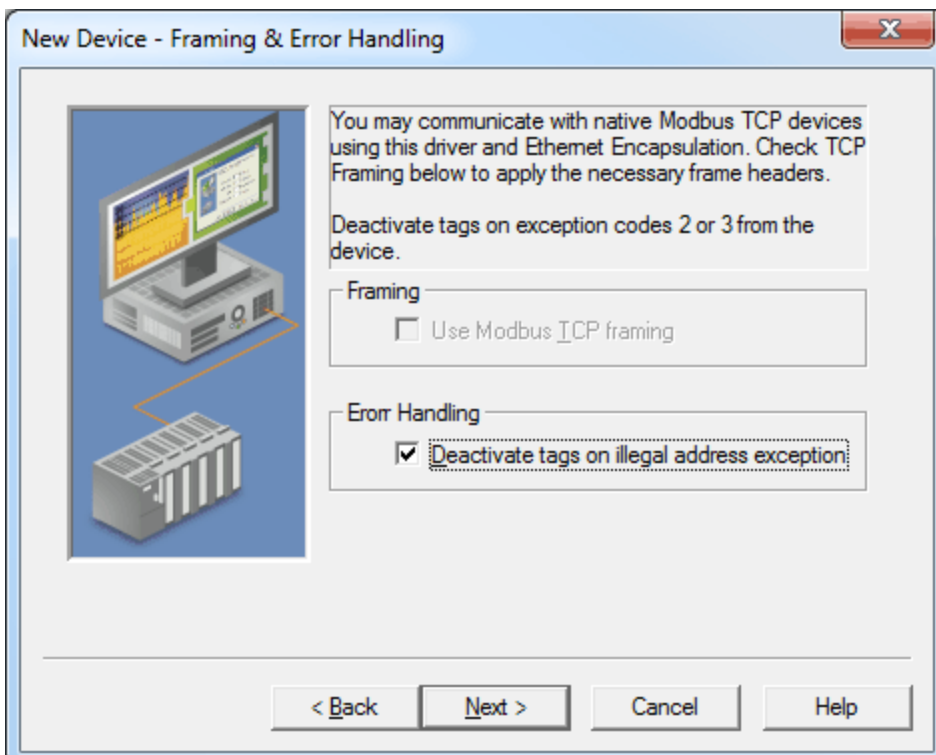 New Device - Framing & Error Handling
You may communicate with native Modbus TCP devices
using this driver and Ethernet Encapsulation. Check TCP
Framing below to apply the necessary frame headers.
Deactivate tags on exception codes 2 or 3 from the
device.
Framing
Use Modbus TCP framing
Erorr Handling
Deactivate tags on illegal address exception
< Back
Next >
Cancel
Help